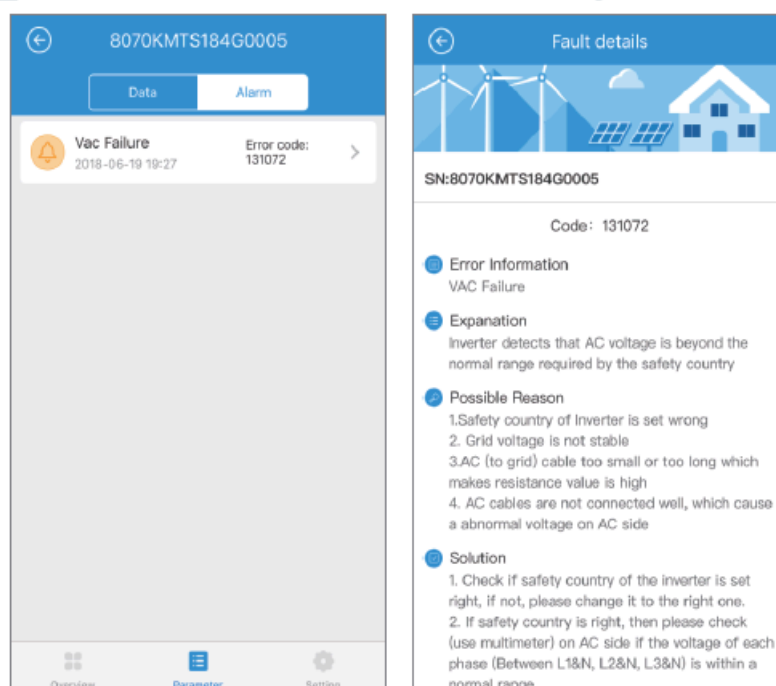 8070KMTS184G0005
Data
Alarm
Vac Failure
2018-06-19 19:27
Error code:
131072
Overview
Parameter
Setting
Fault details
SN:8070KMTS184G0005
Code: 131072
Error Information
VAC Failure
Expanation
Inverter detects that AC voltage is beyond the
normal range required by the safety country
Possible Reason
1.Safety country of Inverter is set wrong
2. Grid voltage is not stable
3.AC (to grid) cable too small or too long which
makes resistance value is high
4. AC cables are not connected well, which cause
a abnormal voltage on AC side
Solution
1. Check if safety country of the inverter is set
right, if not, please change it to the right one.
2. If safety country is right, then please check
(use multimeter) on AC side if the voltage of each
phase (Between L1&N, L2&N, L3&N) is within a
normal range